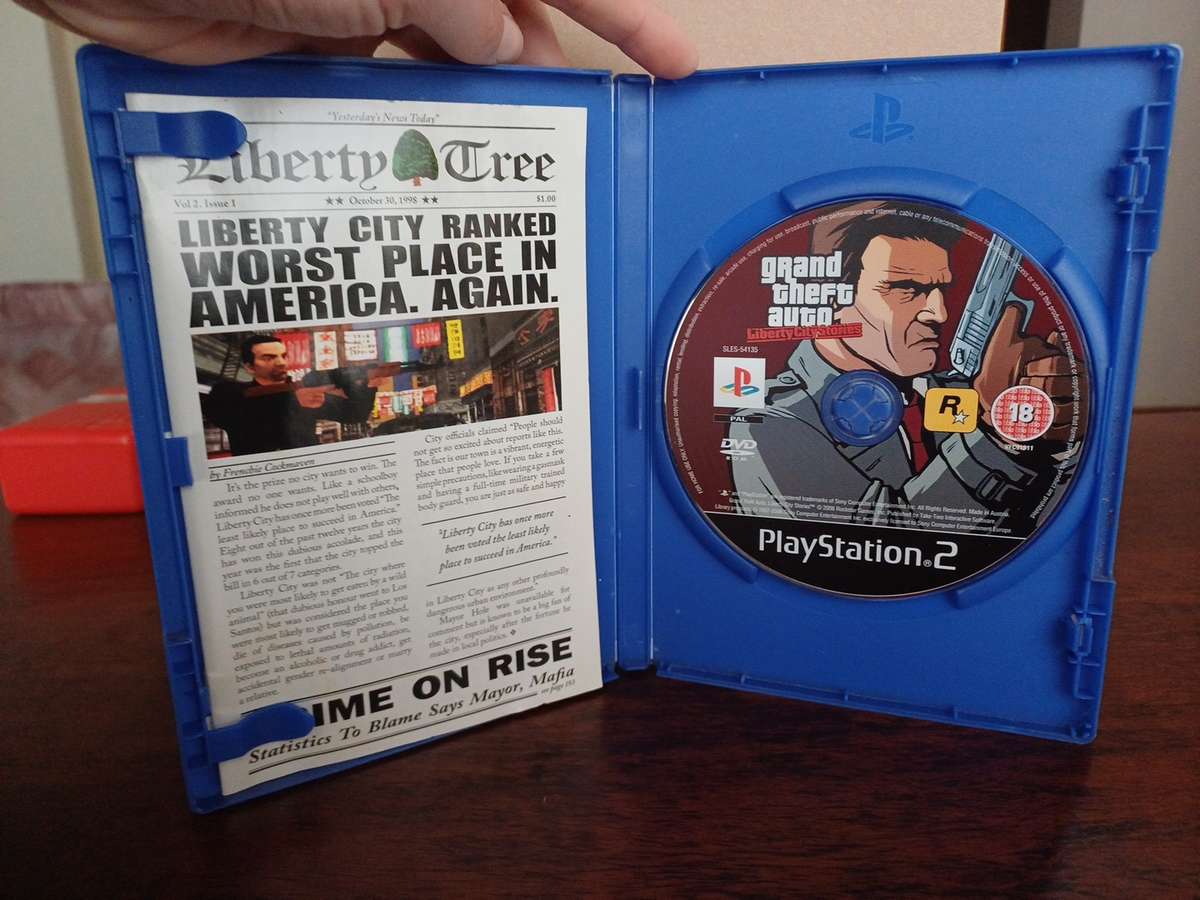 "Yesterday's News Today"
Liberty Tree
Vol 2. Issue 1
★★ October 30, 1998 ★★
$1.00
LIBERTY CITY RANKED
WORST PLACE IN
AMERICA. AGAIN.
by Frenchie Cockmaven
It's the prize no city wants to win. The
award no one wants. Like a schoolboy
informed he does not play well with others,
Liberty City has once more been voted "The
least likely place to succeed in America."
Eight out of the past twelve years the city
has won this dubious accolade, and this
year was the first that the city topped the
bill in 6 out of 7 categories.
Liberty City was not "The city where
you were most likely to get eaten by a wild
animal" (that dubious honour went to Los
Santos) but was considered the place you
were most likely to get mugged or robbed,
die of diseases caused by pollution, be
exposed to lethal amounts of radiation,
become an alcoholic or drug addict, get
accidental gender re-alignment or marry
a relative.
City officials claimed "People should
not get so excited about reports like this.
The fact is our town is a vibrant, energetic
place that people love. If you take a few
simple precautions, like wearing a gasmask
and having a full-time military trained
body guard, you are just as safe and happy
"Liberty City has once more
been voted the least likely
place to succeed in America."
in Liberty City as any other profoundly
dangerous urban environment."
Mayor Hole was unavailable for
comment but is known to be a big fan of
the city, especially after the fortune he
made in local politics.
IME ON RISE
Statistics To Blame Says Mayor, Mafia
see page 193
grand
theft
auto
Liberty City Stories
SLES-54135
PAL
DVD
R
18
PlayStation®2